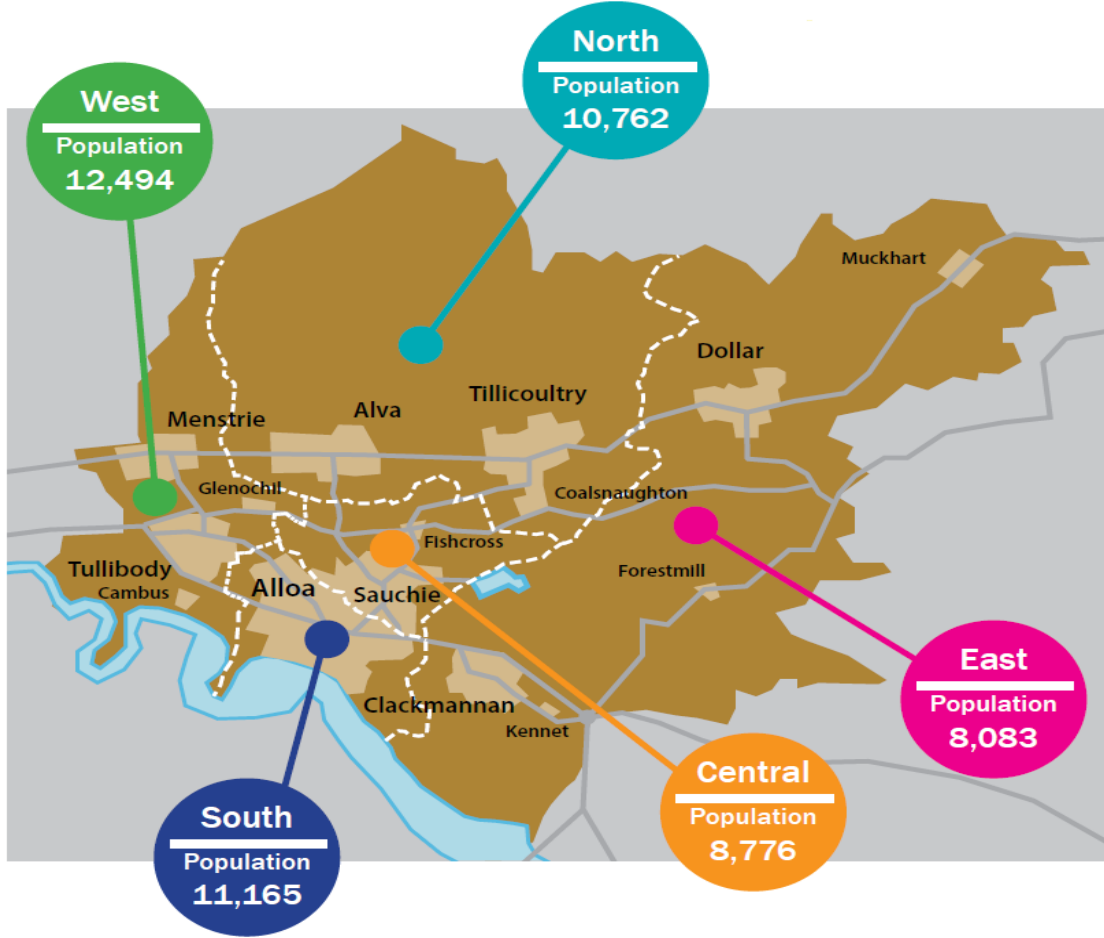 North
Population
10,762
West
Population
12,494
Muckhart
Dollar
Tillicoultry
Alva
Menstrie
Glenochil
Coalsnaughton
Fishcross
Forestmill
Tullibody
Cambus
Alloa
Sauchie
Clackmannan
Kennet
East
Population
8,083
Central
Population
8,776
South
Population
11,165